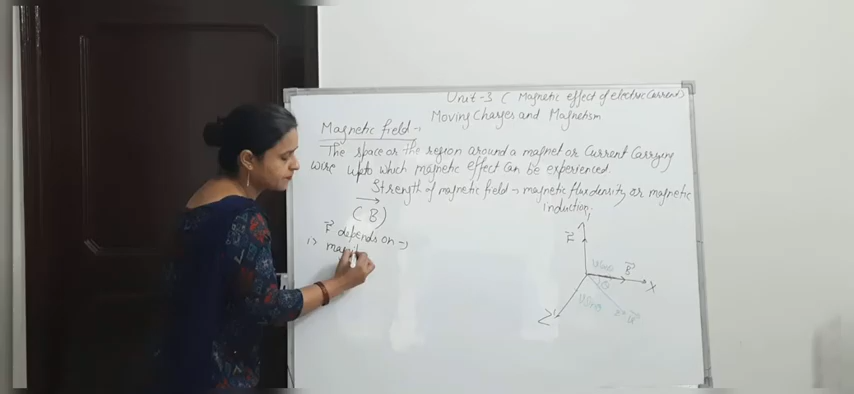 Unit-3 ( Magnetic effect of electric Current)
Moving Charges and Magnetism
Magnetic field →
The space or the region around a magnet or Current Carrying
wire upto which magnetic effect can be experienced.
Strength of magnetic field → magnetic flux density or magnetic
induction
(B)
F depends on →
1)
F
B
X
Z